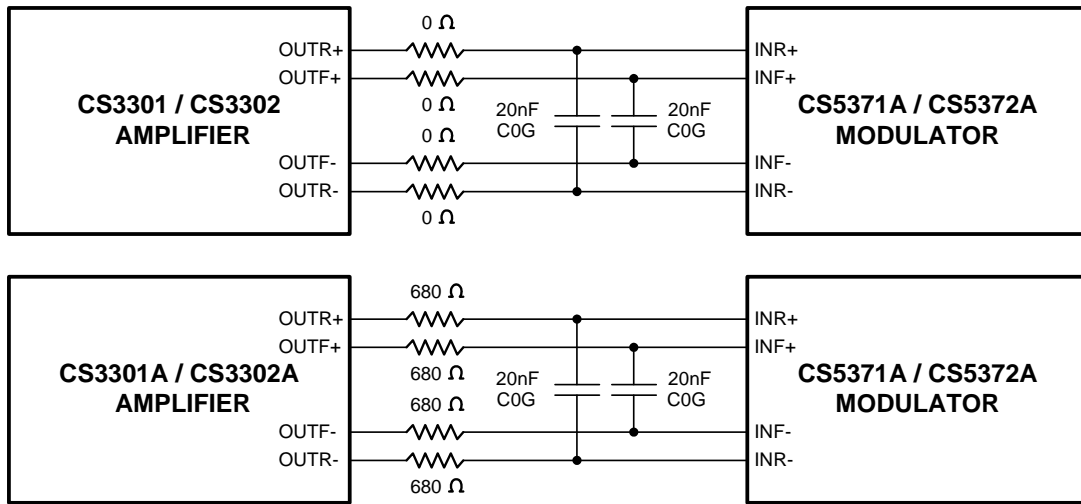 0 Ω
OUTR+
INR+
OUTF+
INF+
CS3301 / CS3302
AMPLIFIER
0 Ω
20nF
C0G
20nF
C0G
CS5371A / CS5372A
MODULATOR
0 Ω
OUTF-
INF-
OUTR-
INR-
0 Ω
680 Ω
OUTR+
INR+
OUTF+
INF+
CS3301A / CS3302A
AMPLIFIER
680 Ω
20nF
C0G
20nF
C0G
CS5371A / CS5372A
MODULATOR
680 Ω
OUTF-
INF-
OUTR-
INR-
680 Ω